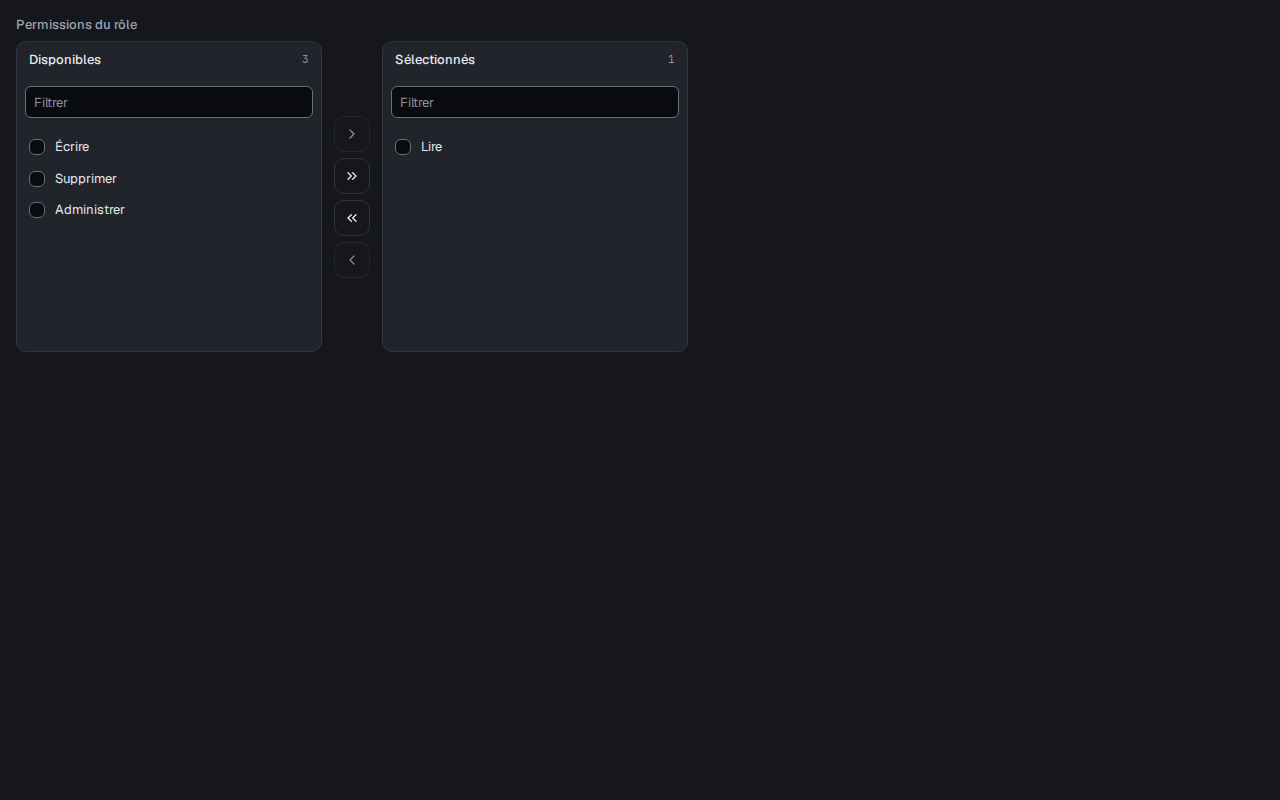 Permissions du rôle
Disponibles 3
Filtrer
Écrire
Supprimer
Administrer
Sélectionnés 1
Filtrer
Lire